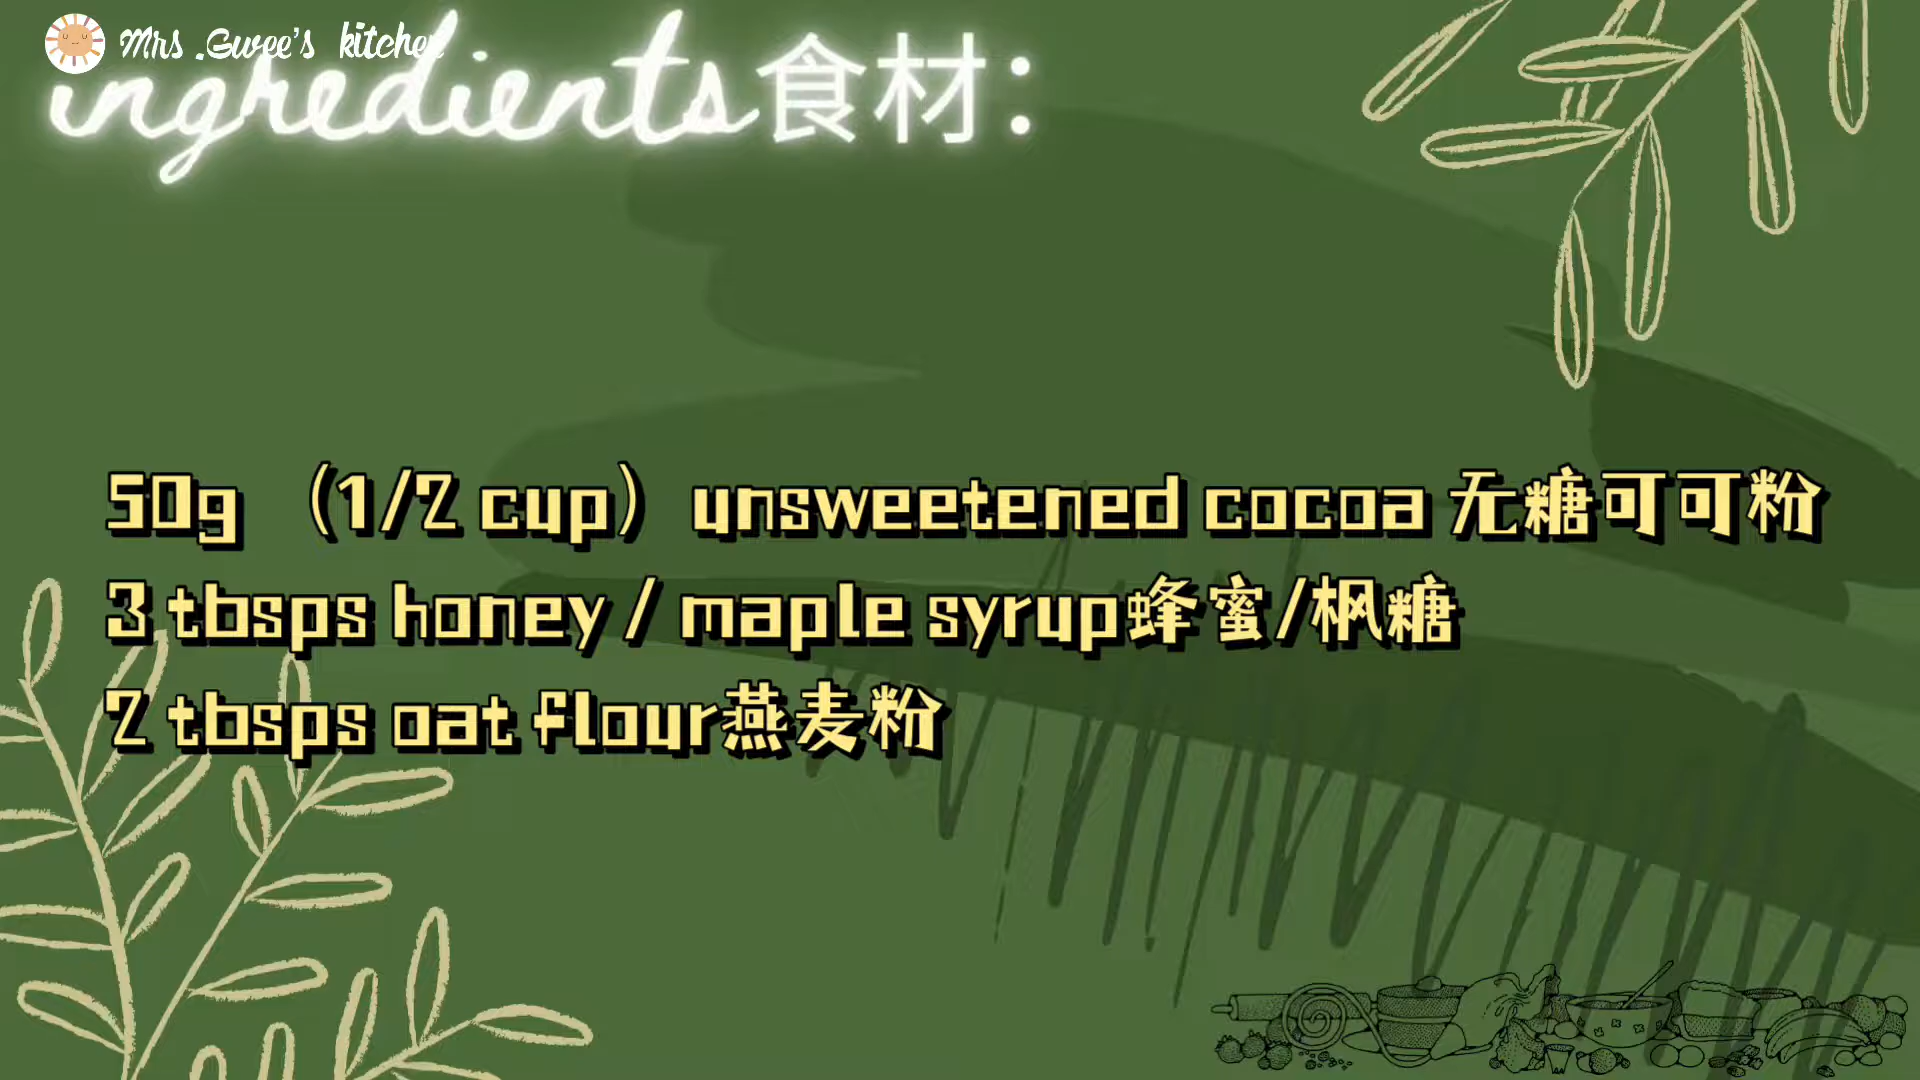 Mrs .Gwee's kitchen
ingredients食材：
50g （1/2 cup）unsweetened cocoa 无糖可可粉
3 tbsps honey / maple syrup蜂蜜/枫糖
2 tbsps oat flour燕麦粉